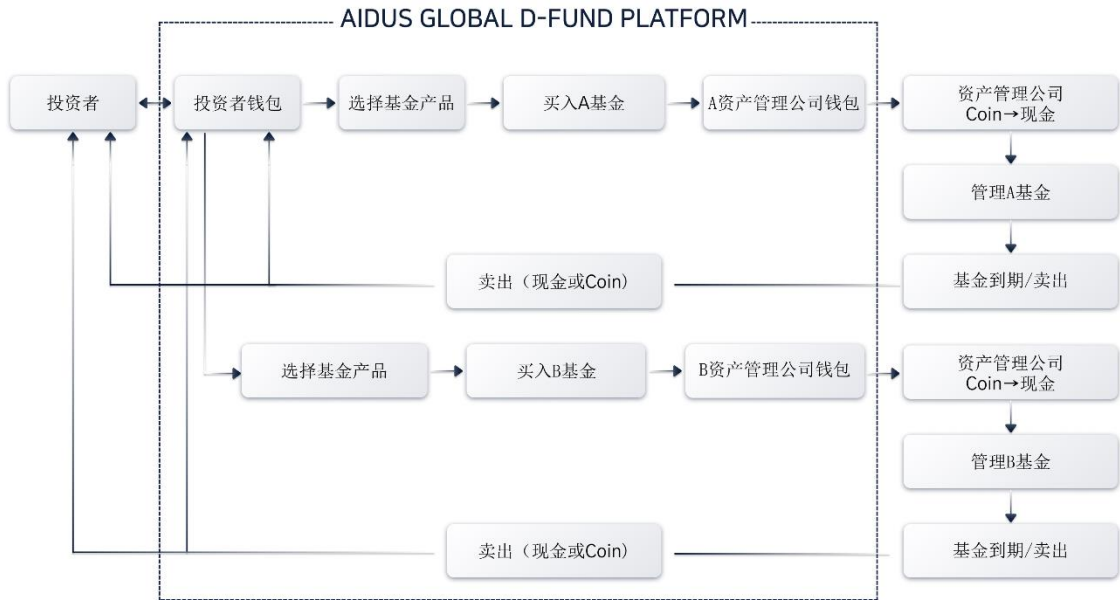 AIDUS GLOBAL D-FUND PLATFORM
投资者
投资者钱包
选择基金产品
买入A基金
A资产管理公司钱包
资产管理公司
Coin→现金
管理A基金
卖出（现金或Coin）
基金到期/卖出
选择基金产品
买入B基金
B资产管理公司钱包
资产管理公司
Coin→现金
管理B基金
卖出（现金或Coin）
基金到期/卖出